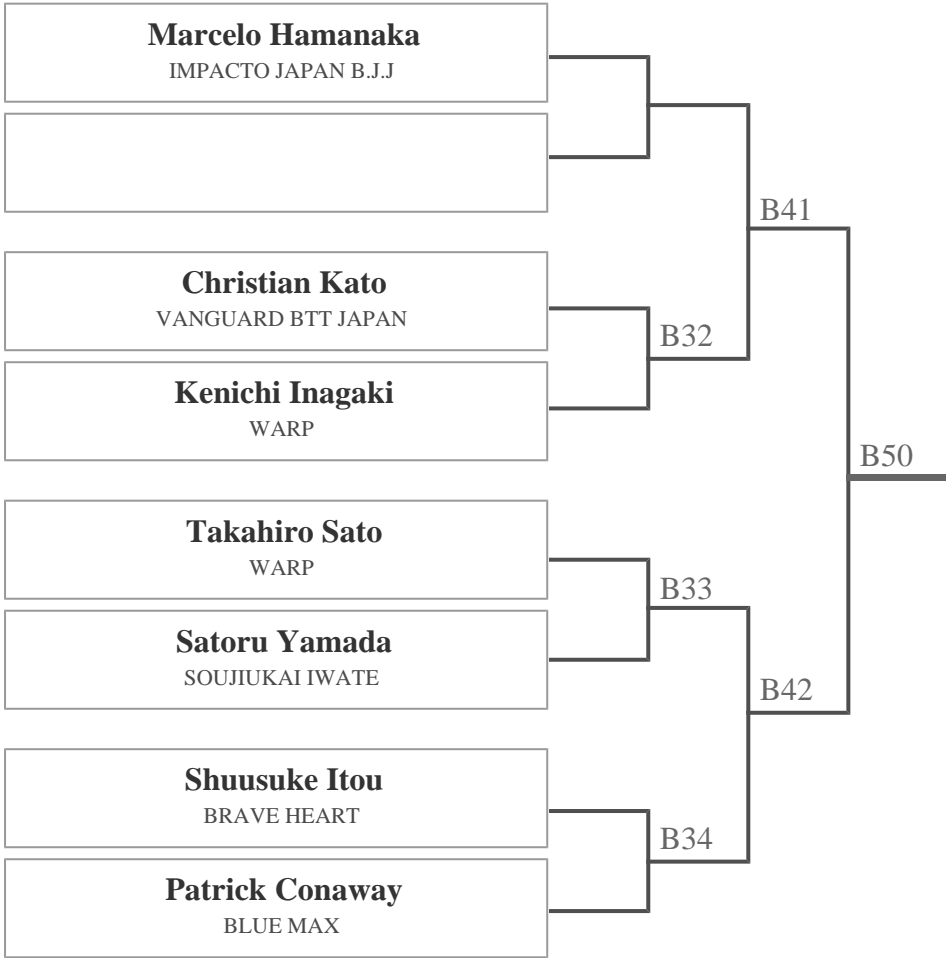 Marcelo Hamanaka
IMPACTO JAPAN B.J.J
B41
Christian Kato
VANGUARD BTT JAPAN
B32
Kenichi Inagaki
WARP
B50
Takahiro Sato
WARP
B33
Satoru Yamada
SOUJIUKAI IWATE
B42
Shuusuke Itou
BRAVE HEART
B34
Patrick Conaway
BLUE MAX